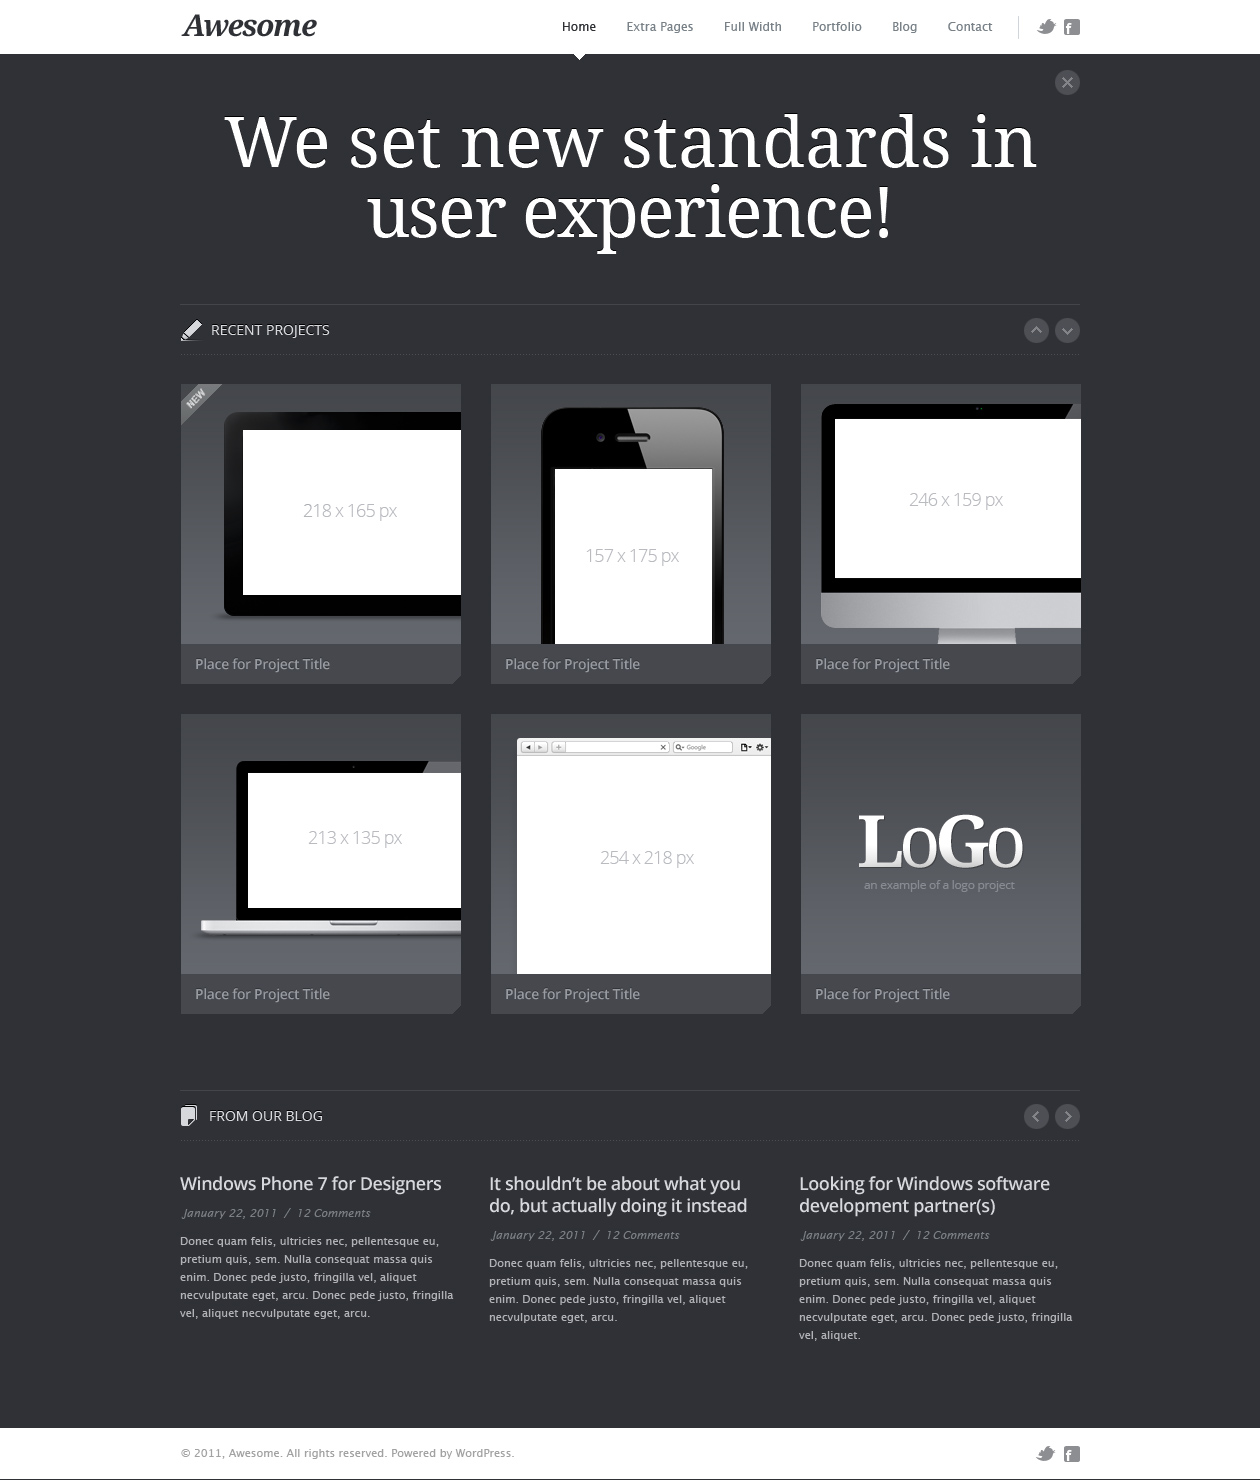 Awesome
Home Extra Pages Full Width Portfolio Blog Contact
We set new standards in
user experience!
RECENT PROJECTS
NEW
218 x 165 px
157 x 175 px
246 x 159 px
Place for Project Title
Place for Project Title
Place for Project Title
213 x 135 px
Google
254 x 218 px
LoGo
an example of a logo project
Place for Project Title
Place for Project Title
Place for Project Title
FROM OUR BLOG
Windows Phone 7 for Designers
January 22, 2011 / 12 Comments
Donec quam felis, ultricies nec, pellentesque eu,
pretium quis, sem. Nulla consequat massa quis
enim. Donec pede justo, fringilla vel, aliquet
necvulputate eget, arcu. Donec pede justo, fringilla
vel, aliquet necvulputate eget, arcu.
It shouldn't be about what you
do, but actually doing it instead
January 22, 2011 / 12 Comments
Donec quam felis, ultricies nec, pellentesque eu,
pretium quis, sem. Nulla consequat massa quis
enim. Donec pede justo, fringilla vel, aliquet
necvulputate eget, arcu.
Looking for Windows software
development partner(s)
January 22, 2011 / 12 Comments
Donec quam felis, ultricies nec, pellentesque eu,
pretium quis, sem. Nulla consequat massa quis
enim. Donec pede justo, fringilla vel, aliquet
necvulputate eget, arcu. Donec pede justo, fringilla
vel, aliquet.
© 2011, Awesome. All rights reserved. Powered by WordPress.